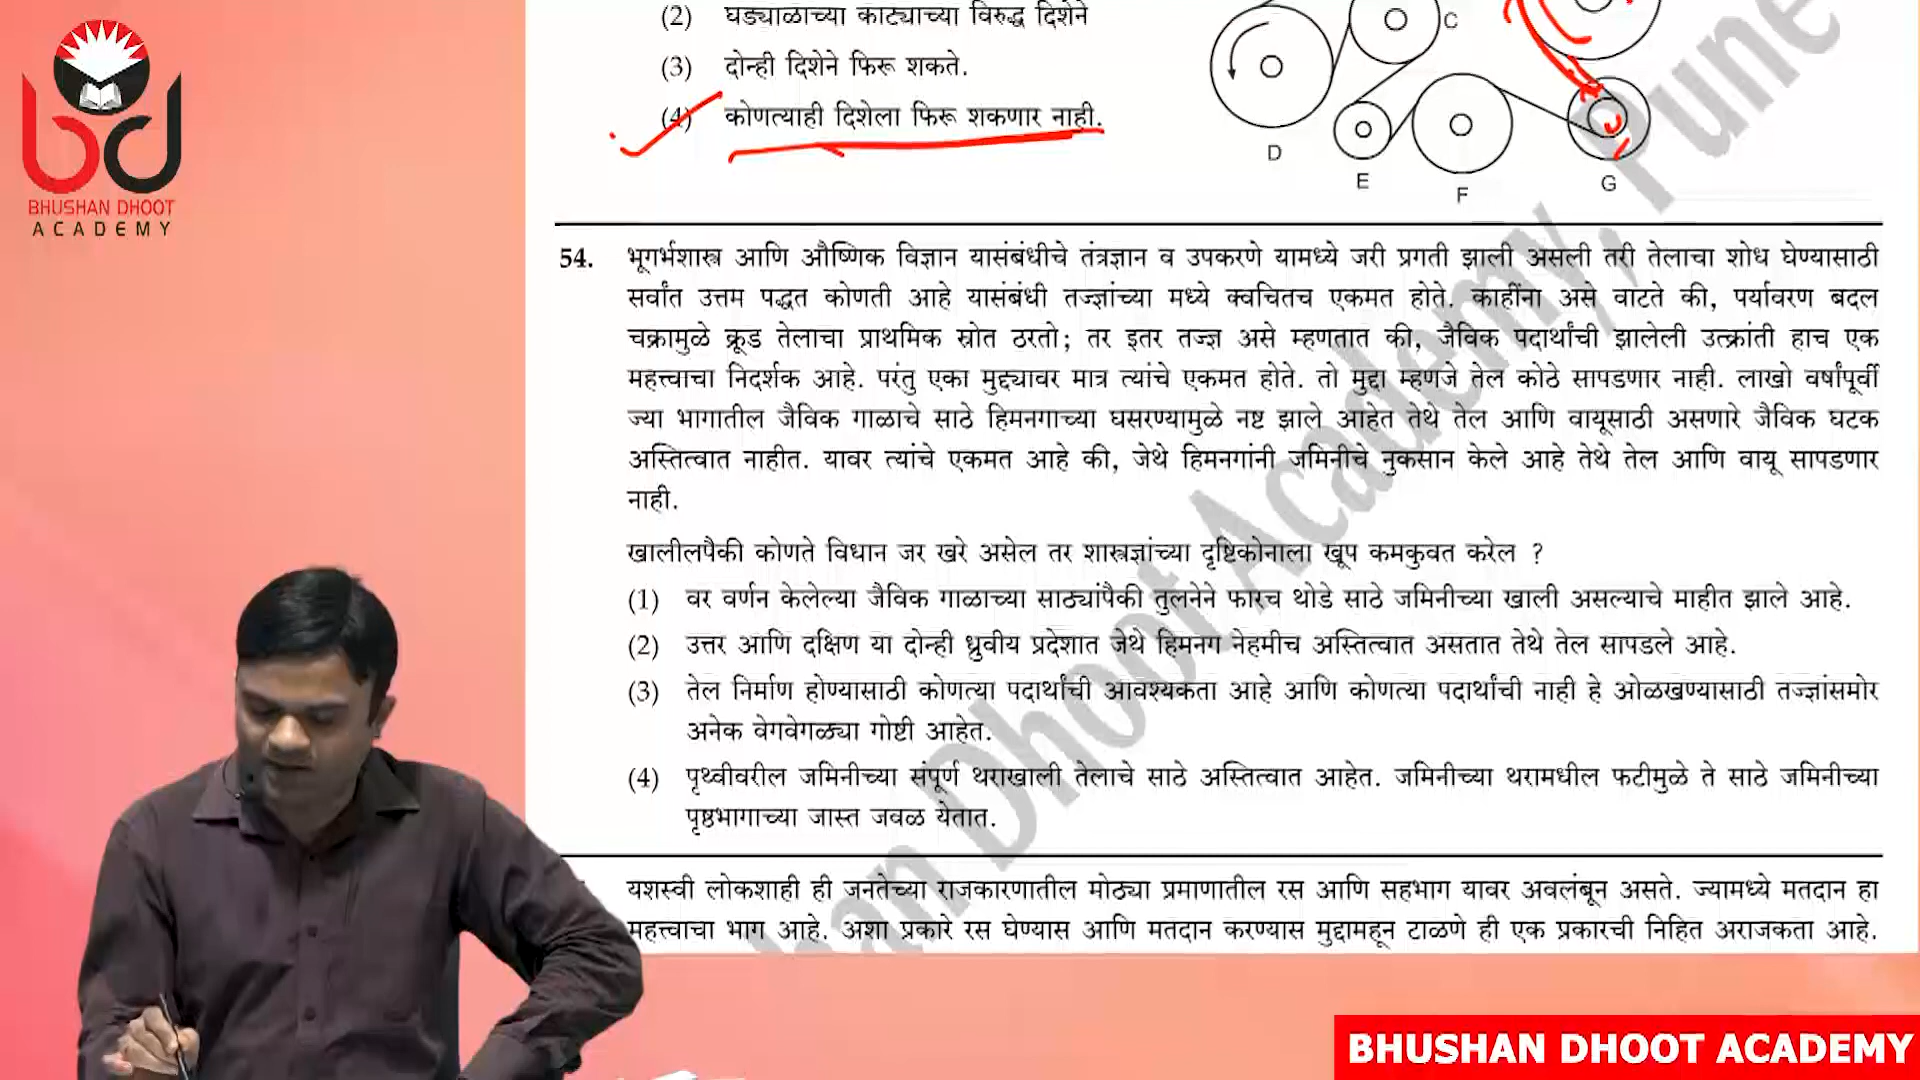 bd
BHUSHAN DHOOT
ACADEMY
(2) घड्याळाच्या काट्याच्या विरुद्ध दिशेने
(3) दोन्ही दिशेने फिरू शकते.
(4) कोणत्याही दिशेला फिरू शकणार नाही.
C
D
E
F
G
54. भूगर्भशास्त्र आणि औष्णिक विज्ञान यासंबंधीचे तंत्रज्ञान व उपकरणे यामध्ये जरी प्रगती झाली असली तरी तेलाचा शोध घेण्यासाठी
सर्वांत उत्तम पद्धत कोणती आहे यासंबंधी तज्ज्ञांच्या मध्ये क्वचितच एकमत होते. काहींना असे वाटते की, पर्यावरण बदल
चक्रामुळे क्रूड तेलाचा प्राथमिक स्रोत ठरतो; तर इतर तज्ज्ञ असे म्हणतात की, जैविक पदार्थांची झालेली उत्क्रांती हाच एक
महत्त्वाचा निदर्शक आहे. परंतु एका मुद्द्यावर मात्र त्यांचे एकमत होते. तो मुद्दा म्हणजे तेल कोठे सापडणार नाही. लाखो वर्षांपूर्वी
ज्या भागातील जैविक गाळाचे साठे हिमनगाच्या घसरण्यामुळे नष्ट झाले आहेत तेथे तेल आणि वायूसाठी असणारे जैविक घटक
अस्तित्वात नाहीत. यावर त्यांचे एकमत आहे की, जेथे हिमनगांनी जमिनीचे नुकसान केले आहे तेथे तेल आणि वायू सापडणार
नाही.
खालीलपैकी कोणते विधान जर खरे असेल तर शास्त्रज्ञांच्या दृष्टिकोनाला खूप कमकुवत करेल ?
(1) वर वर्णन केलेल्या जैविक गाळाच्या साठ्यांपैकी तुलनेने फारच थोडे साठे जमिनीच्या खाली असल्याचे माहीत झाले आहे.
(2) उत्तर आणि दक्षिण या दोन्ही ध्रुवीय प्रदेशात जेथे हिमनग नेहमीच अस्तित्वात असतात तेथे तेल सापडले आहे.
(3) तेल निर्माण होण्यासाठी कोणत्या पदार्थांची आवश्यकता आहे आणि कोणत्या पदार्थांची नाही हे ओळखण्यासाठी तज्ज्ञांसमोर
अनेक वेगवेगळ्या गोष्टी आहेत.
(4) पृथ्वीवरील जमिनीच्या संपूर्ण थराखाली तेलाचे साठे अस्तित्वात आहेत. जमिनीच्या थरामधील फटीमुळे ते साठे जमिनीच्या
पृष्ठभागाच्या जास्त जवळ येतात.
यशस्वी लोकशाही ही जनतेच्या राजकारणातील मोठ्या प्रमाणातील रस आणि सहभाग यावर अवलंबून असते. ज्यामध्ये मतदान हा
महत्त्वाचा भाग आहे. अशा प्रकारे रस घेण्यास आणि मतदान करण्यास मुद्दामहून टाळणे ही एक प्रकारची निहित अराजकता आहे.
Dhoot Academy, Pune
BHUSHAN DHOOT ACADEMY